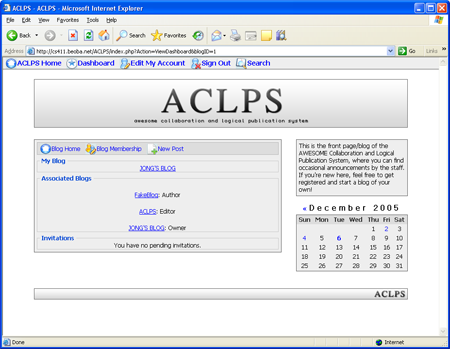 ACLPS - ACLPS - Microsoft Internet Explorer
File Edit View Favorites Tools Help
Back Search Favorites
Address http://cs411.beoba.net/ACLPS/index.php?Action=ViewDashboard&blogID=1 Go Links
ACLPS Home Dashboard Edit My Account Sign Out Search
ACLPS
awesome collaboration and logical publication system
Blog Home Blog Membership New Post
My Blog
JONG'S BLOG
Associated Blogs
FakeBlog: Author
ACLPS: Editor
JONG'S BLOG: Owner
Invitations
You have no pending invitations.
This is the front page/blog of the
AWESOME Collaboration and Logical
Publication System, where you can find
occasional announcements by the staff.
If you're new here, feel free to get
registered and start a blog of your
own!
« December 2005
Sun Mon Tue Wed Thu Fri Sat
1 2 3
4 5 6 7 8 9 10
11 12 13 14 15 16 17
18 19 20 21 22 23 24
25 26 27 28 29 30 31
ACLPS
Done Internet